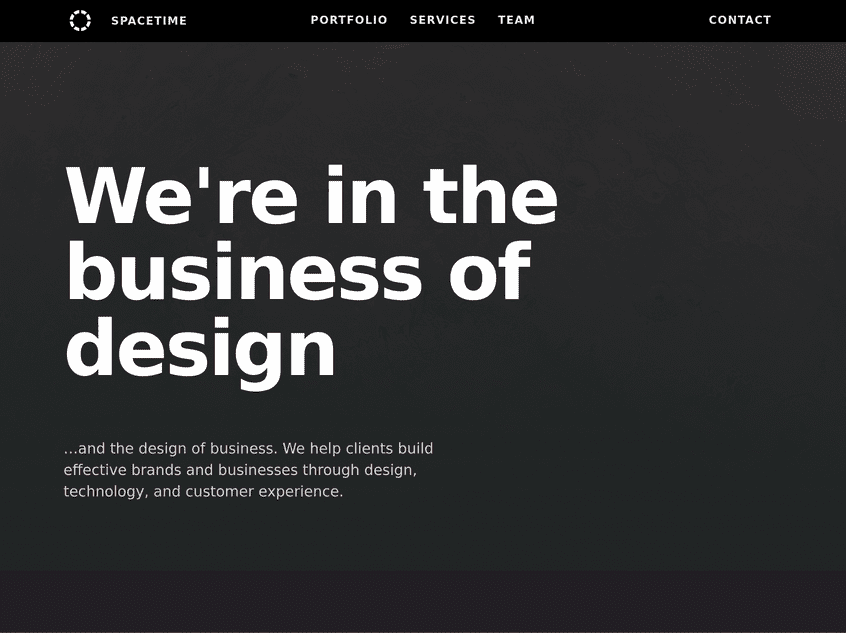 SPACETIME PORTFOLIO SERVICES TEAM CONTACT
We're in the
business of
design
...and the design of business. We help clients build
effective brands and businesses through design,
technology, and customer experience.